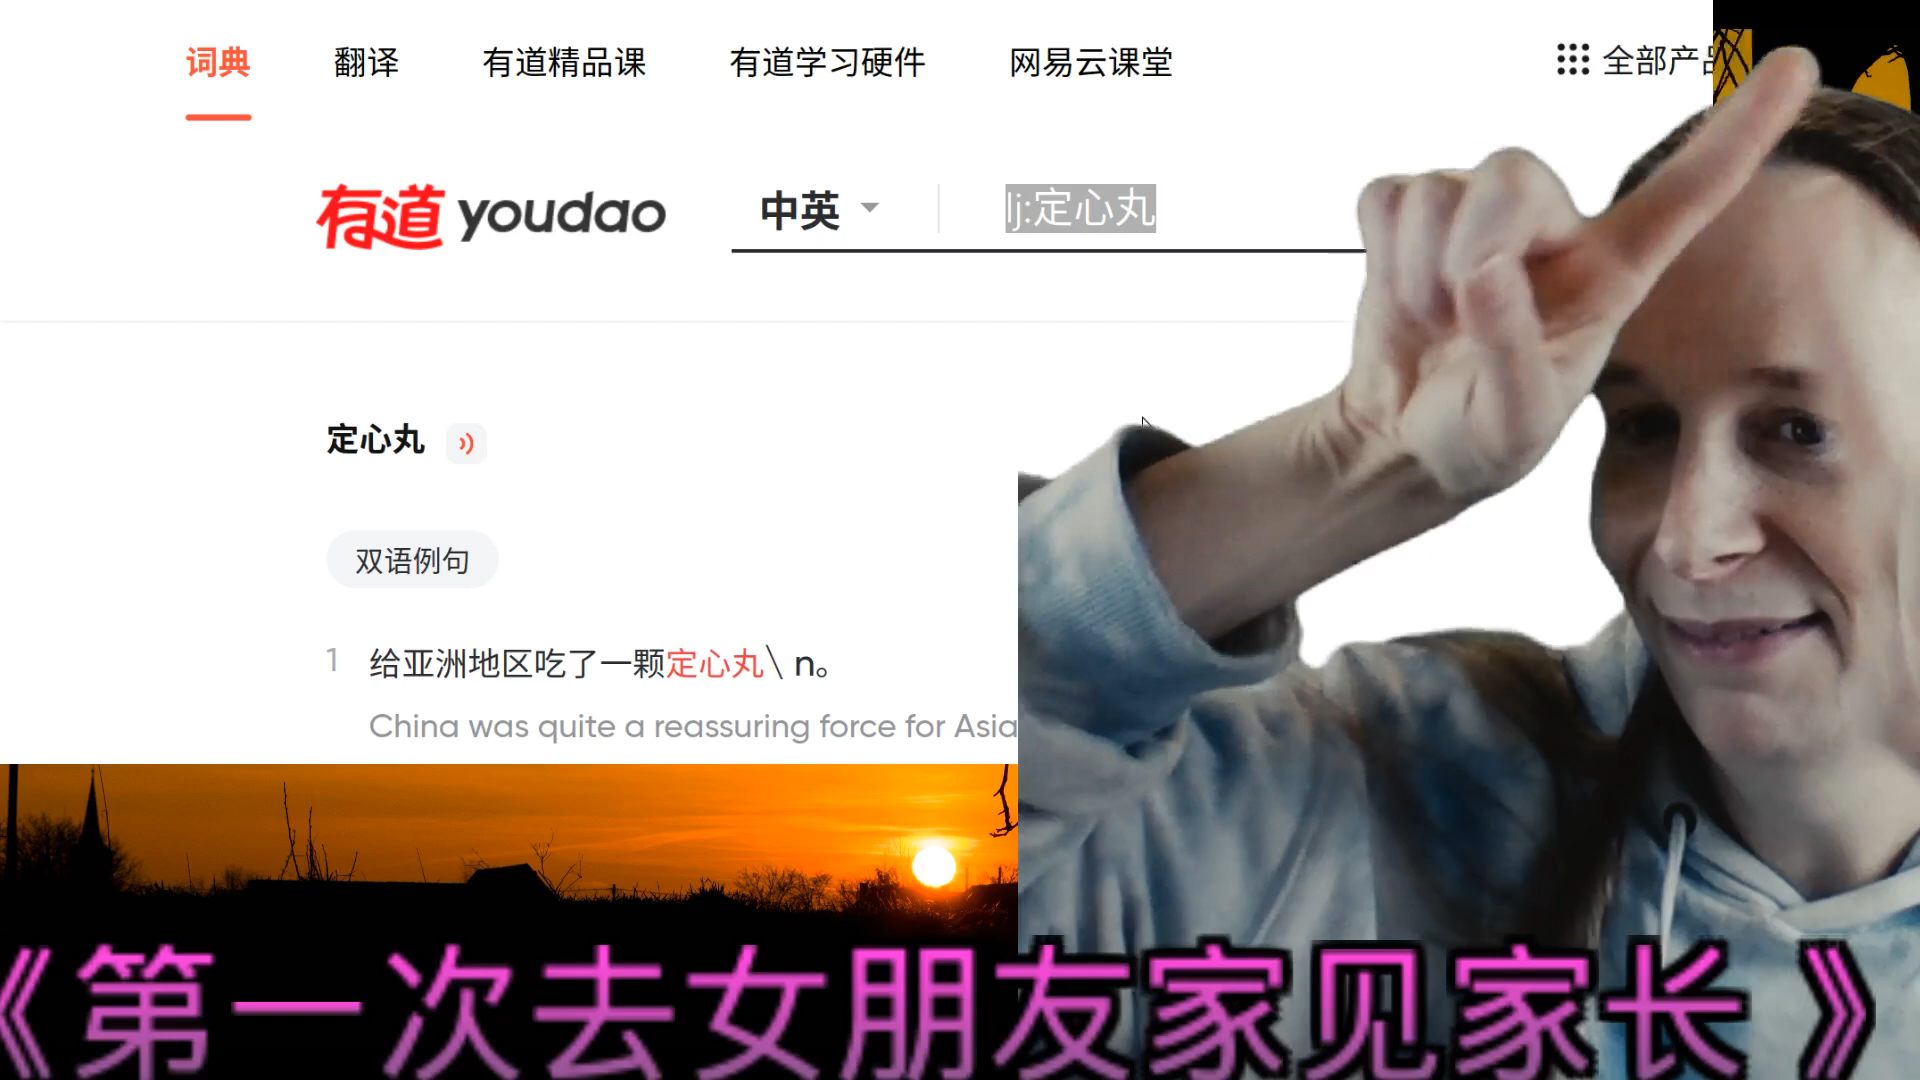 词典 翻译 有道精品课 有道学习硬件 网易云课堂 全部产品
有道 youdao 中英 lj:定心丸
定心丸
双语例句
1 给亚洲地区吃了一颗定心丸\ n。
China was quite a reassuring force for Asia
《第一次去女朋友家见家长》